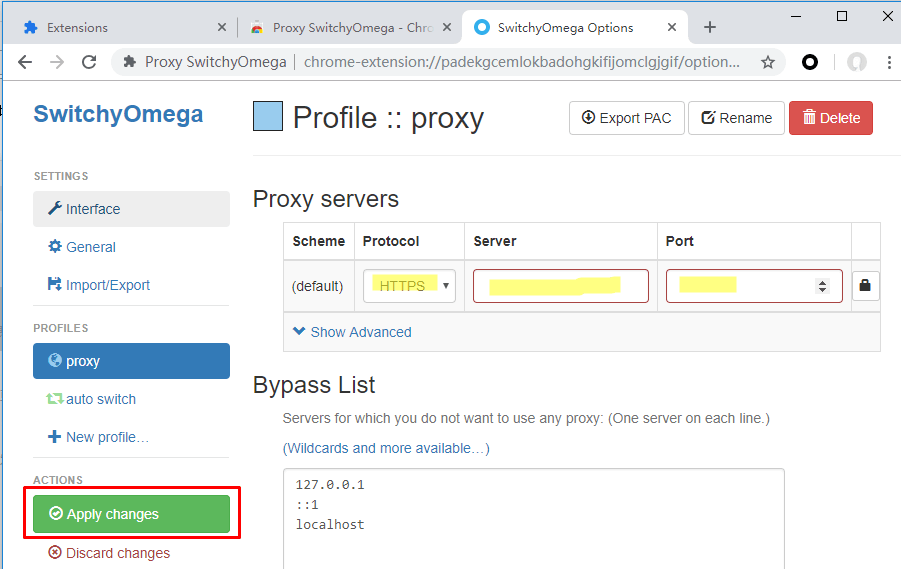 Extensions
Proxy SwitchyOmega - Chro
SwitchyOmega Options
Proxy SwitchyOmega
chrome-extension://padekgcemlokbadohgkifijomclgjgif/option...
SwitchyOmega
Profile :: proxy
Export PAC
Rename
Delete
SETTINGS
Interface
General
Import/Export
PROFILES
proxy
auto switch
New profile…
ACTIONS
Apply changes
Discard changes
Proxy servers
Scheme Protocol Server Port
(default) HTTPS
Show Advanced
Bypass List
Servers for which you do not want to use any proxy: (One server on each line.)
(Wildcards and more available…)
127.0.0.1
::1
localhost